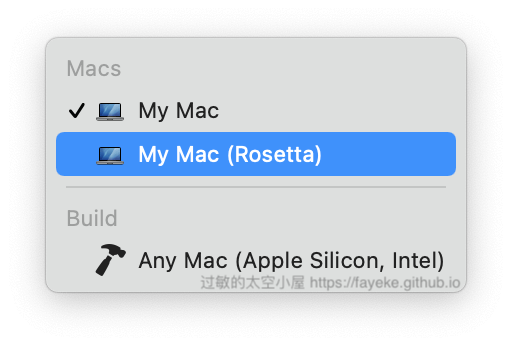 Macs
My Mac
My Mac (Rosetta)
Build
Any Mac (Apple Silicon, Intel)
过敏的太空小屋 https://fayeke.github.io